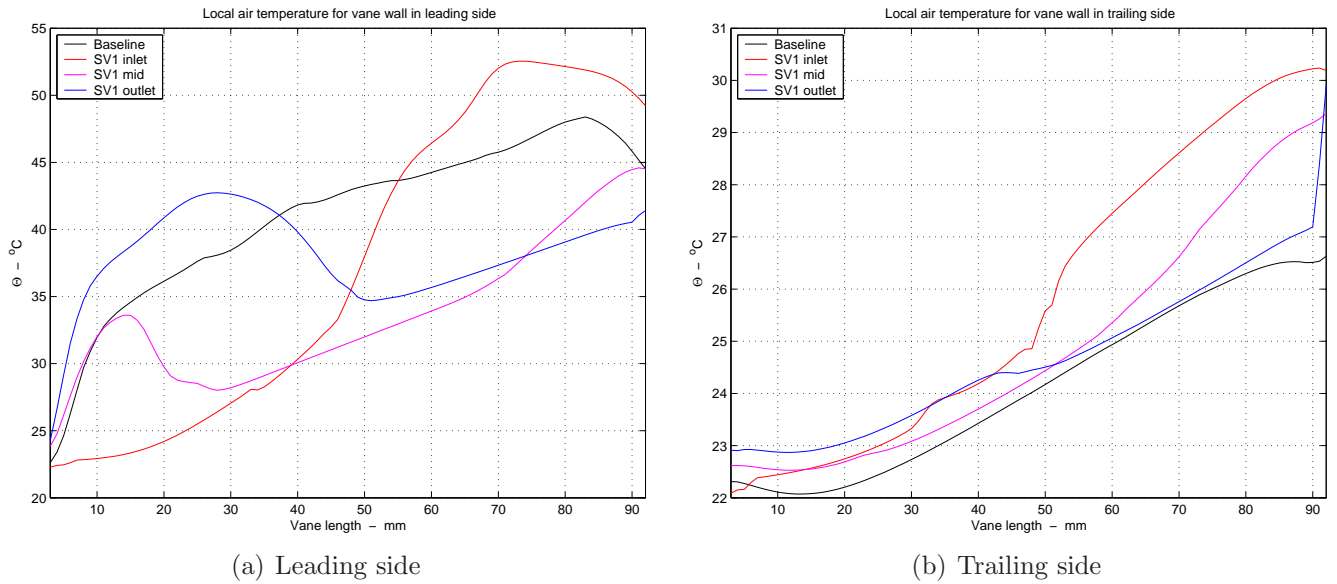 Local air temperature for vane wall in leading side
55
50
45
40
35
30
25
20
Θ − °C
Baseline
SV1 inlet
SV1 mid
SV1 outlet
10 20 30 40 50 60 70 80 90
Vane length − mm
(a) Leading side
Local air temperature for vane wall in trailing side
31
30
29
28
27
26
25
24
23
22
Θ − °C
Baseline
SV1 inlet
SV1 mid
SV1 outlet
10 20 30 40 50 60 70 80 90
Vane length − mm
(b) Trailing side